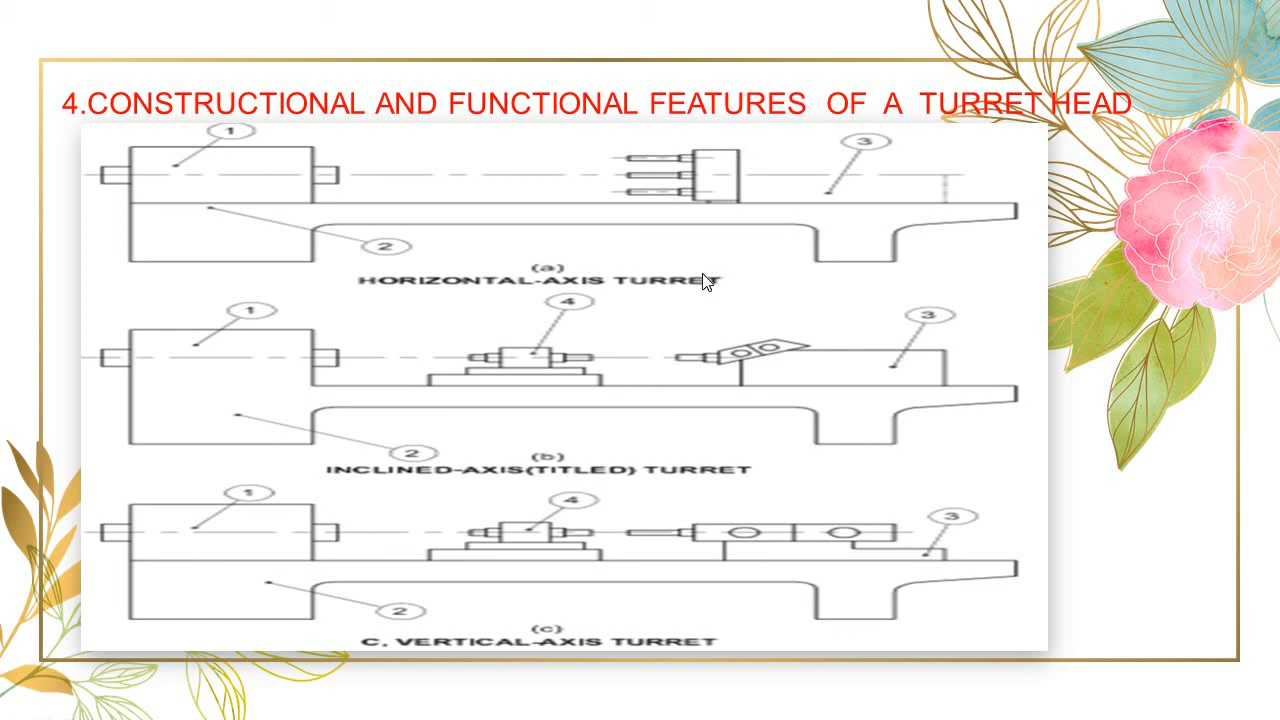 4.CONSTRUCTIONAL AND FUNCTIONAL FEATURES OF A TURRET HEAD
1
3
2
(a)
HORIZONTAL-AXIS TURRET
1
4
3
2
(b)
INCLINED-AXIS(TITLED) TURRET
1
4
3
2
(c)
C, VERTICAL-AXIS TURRET